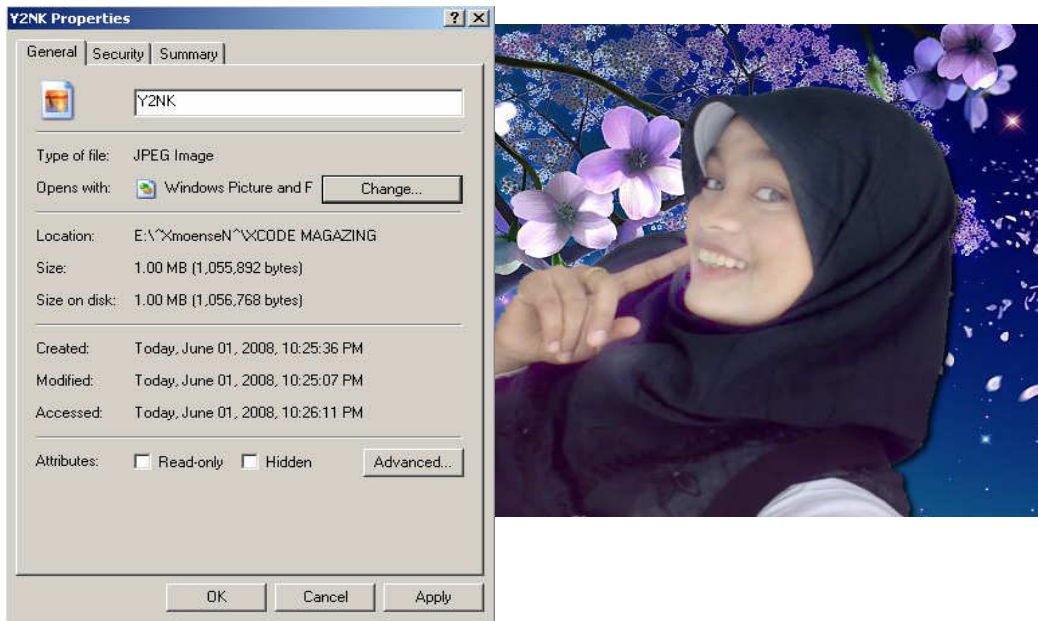 Y2NK Properties
General Security Summary
Y2NK
Type of file: JPEG Image
Opens with: Windows Picture and F Change...
Location: E:\^XmoenseN^\XCODE MAGAZING
Size: 1.00 MB (1,055,892 bytes)
Size on disk: 1.00 MB (1,056,768 bytes)
Created: Today, June 01, 2008, 10:25:36 PM
Modified: Today, June 01, 2008, 10:25:07 PM
Accessed: Today, June 01, 2008, 10:26:11 PM
Attributes: Read-only Hidden Advanced...
OK Cancel Apply